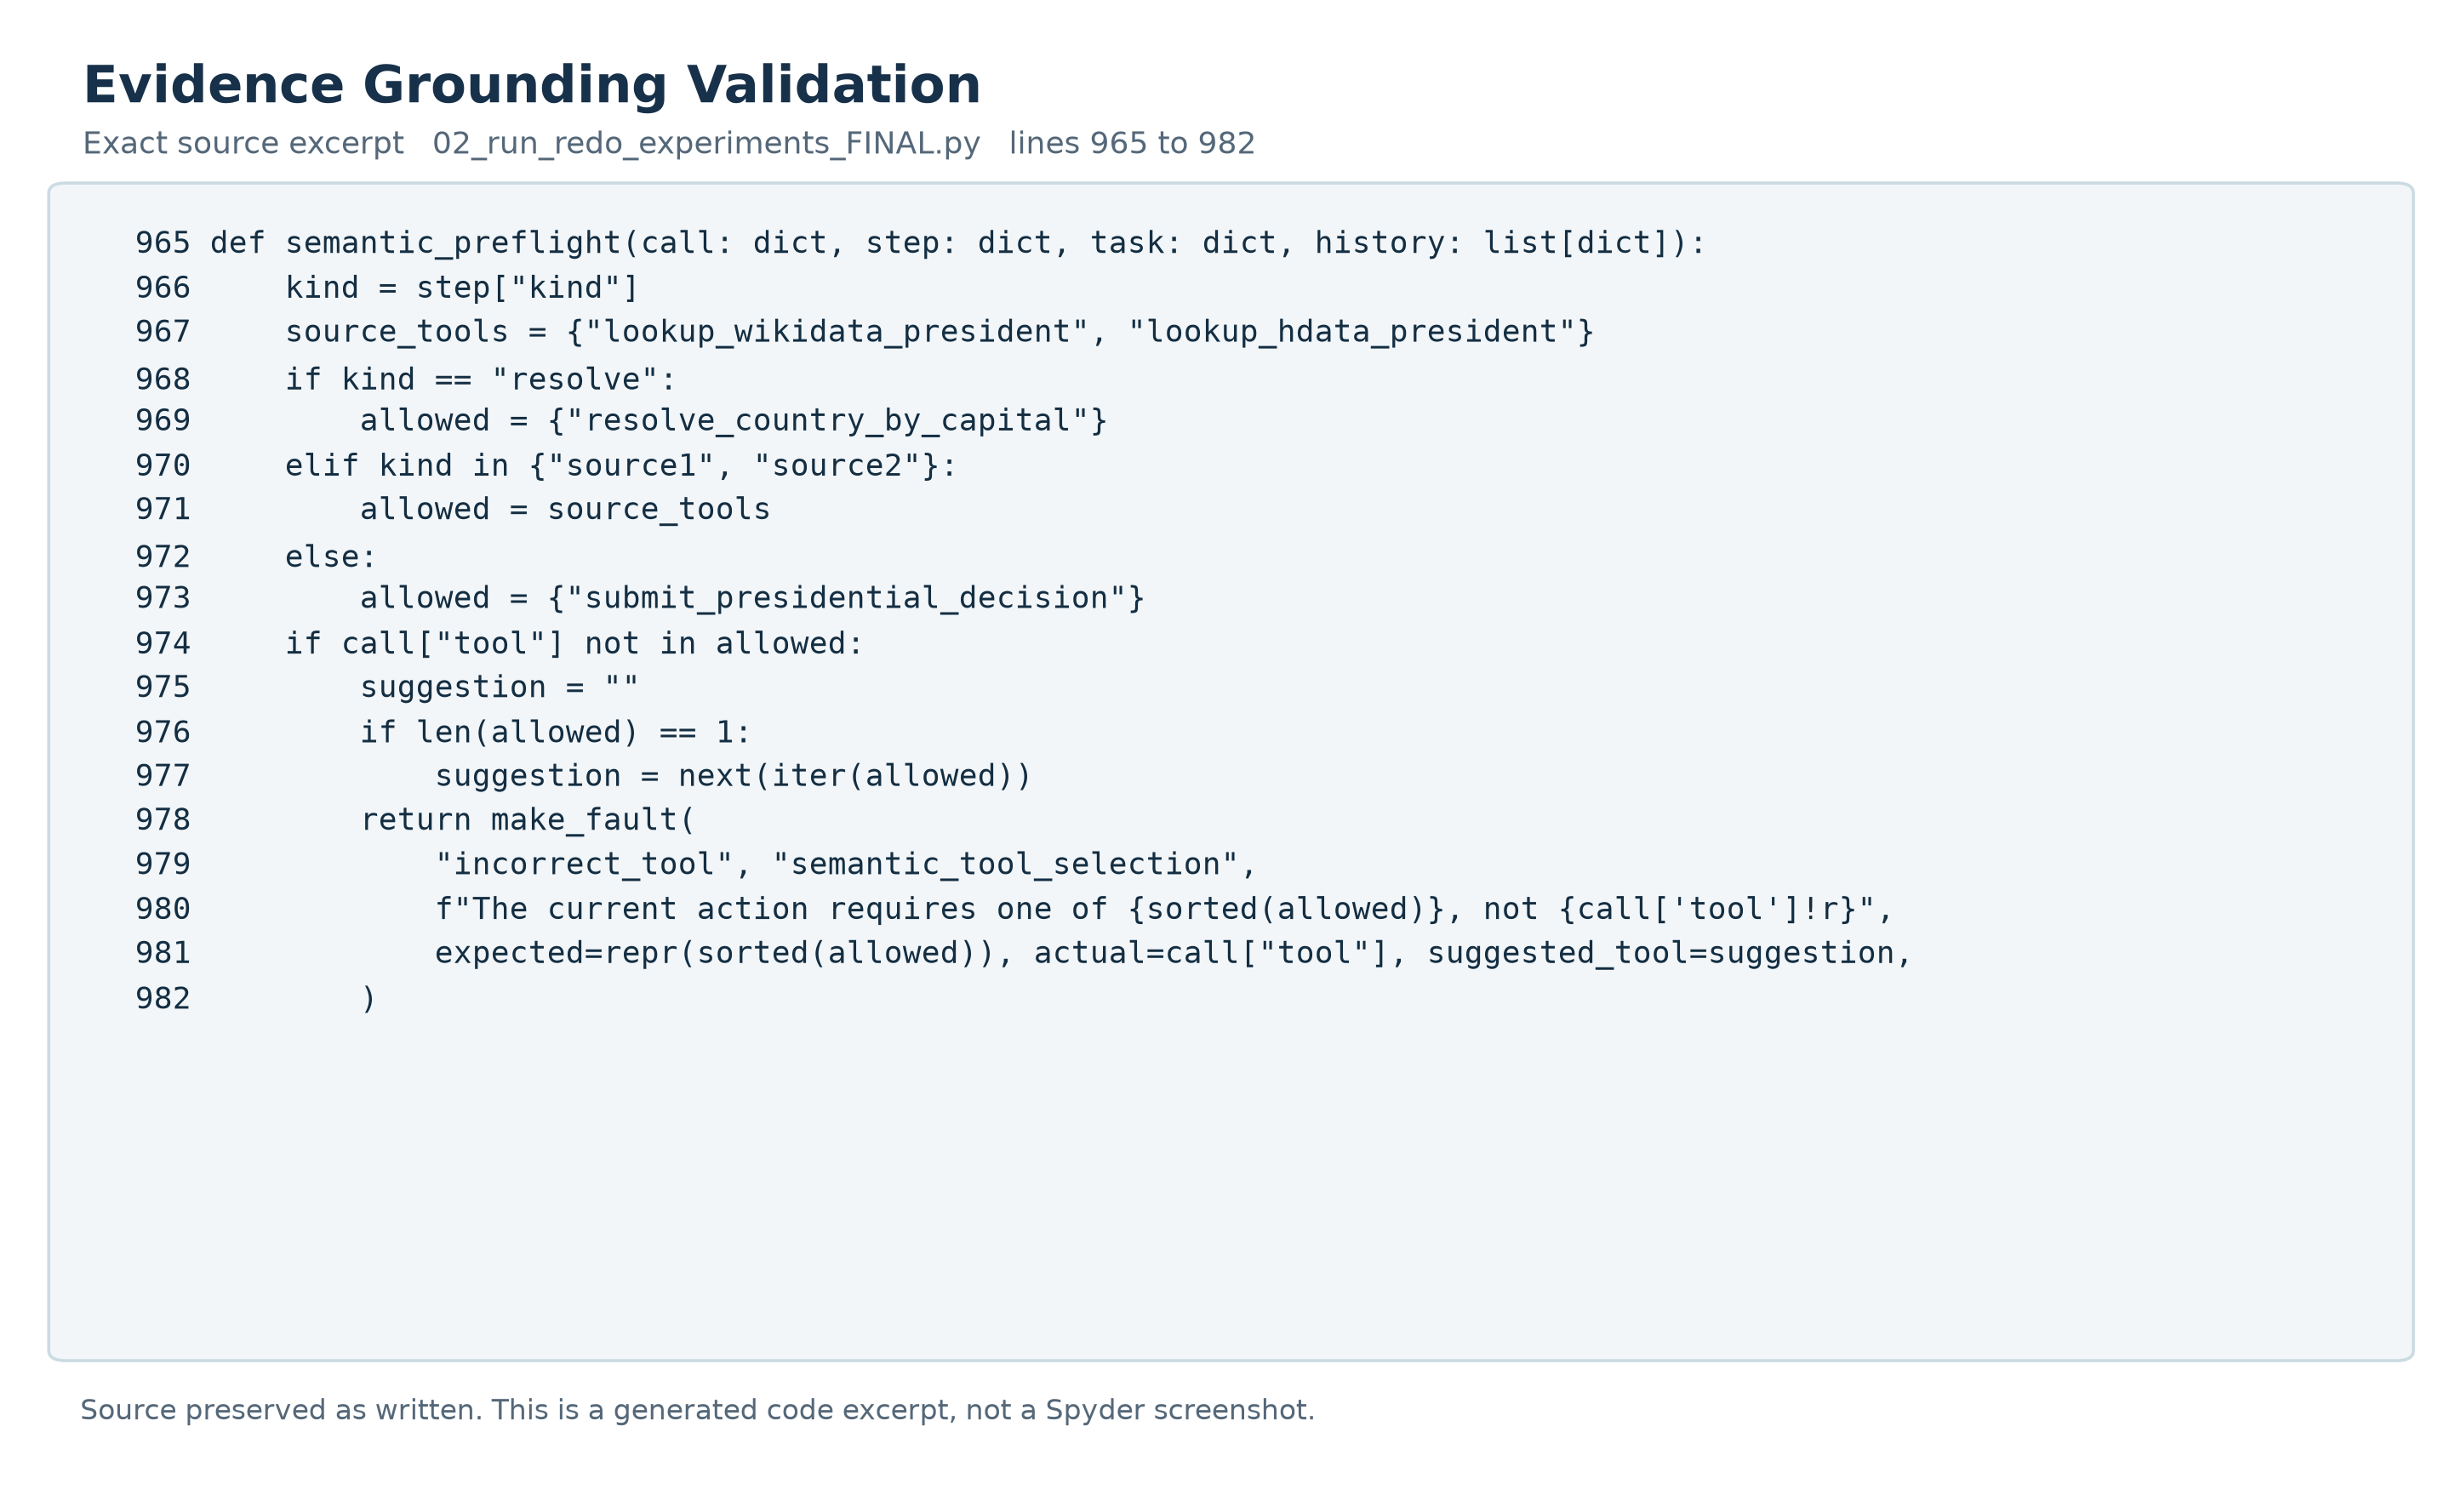 Evidence Grounding Validation
Exact source excerpt   02_run_redo_experiments_FINAL.py   lines 965 to 982
965 def semantic_preflight(call: dict, step: dict, task: dict, history: list[dict]):
966     kind = step["kind"]
967     source_tools = {"lookup_wikidata_president", "lookup_hdata_president"}
968     if kind == "resolve":
969         allowed = {"resolve_country_by_capital"}
970     elif kind in {"source1", "source2"}:
971         allowed = source_tools
972     else:
973         allowed = {"submit_presidential_decision"}
974     if call["tool"] not in allowed:
975         suggestion = ""
976         if len(allowed) == 1:
977             suggestion = next(iter(allowed))
978         return make_fault(
979             "incorrect_tool", "semantic_tool_selection",
980             f"The current action requires one of {sorted(allowed)}, not {call['tool']!r}",
981             expected=repr(sorted(allowed)), actual=call["tool"], suggested_tool=suggestion,
982         )
Source preserved as written. This is a generated code excerpt, not a Spyder screenshot.